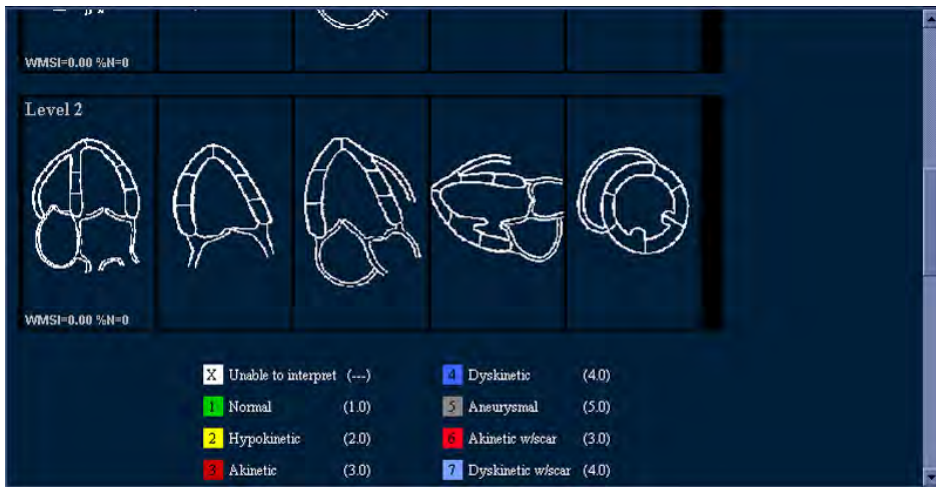 WMSI=0.00 %N=0
Level 2
WMSI=0.00 %N=0
X Unable to interpret (---)
1 Normal (1.0)
2 Hypokinetic (2.0)
3 Akinetic (3.0)
4 Dyskinetic (4.0)
5 Aneurysmal (5.0)
6 Akinetic w/scar (3.0)
7 Dyskinetic w/scar (4.0)